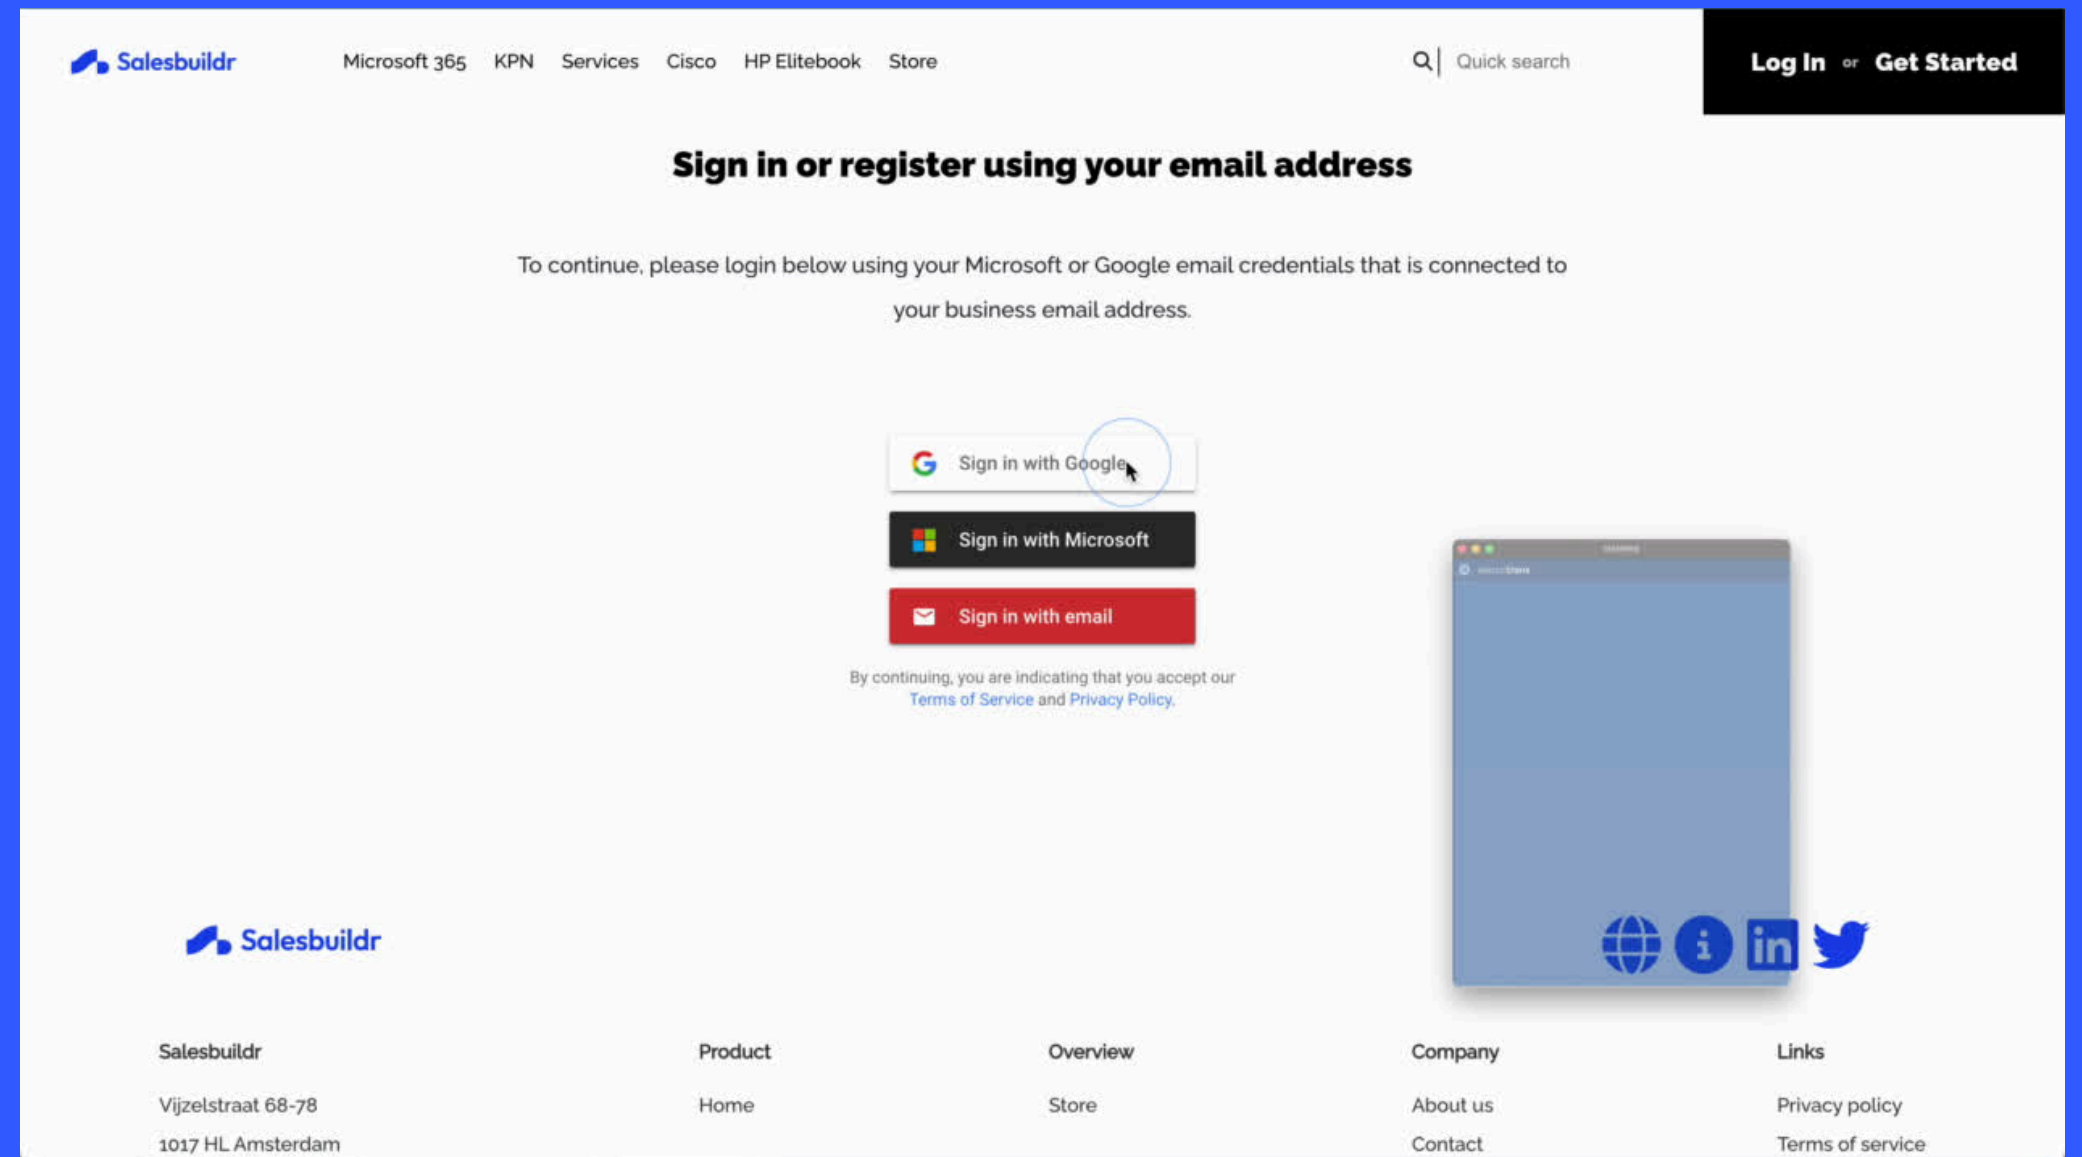 Salesbuildr
Microsoft 365 KPN Services Cisco HP Elitebook Store
Quick search
Log In or Get Started
Sign in or register using your email address
To continue, please login below using your Microsoft or Google email credentials that is connected to
your business email address.
Sign in with Google
Sign in with Microsoft
Sign in with email
By continuing, you are indicating that you accept our
Terms of Service and Privacy Policy.
Salesbuildr
in
Salesbuildr Product Overview Company Links
Vijzelstraat 68-78 Home Store About us Privacy policy
1017 HL Amsterdam Contact Terms of service